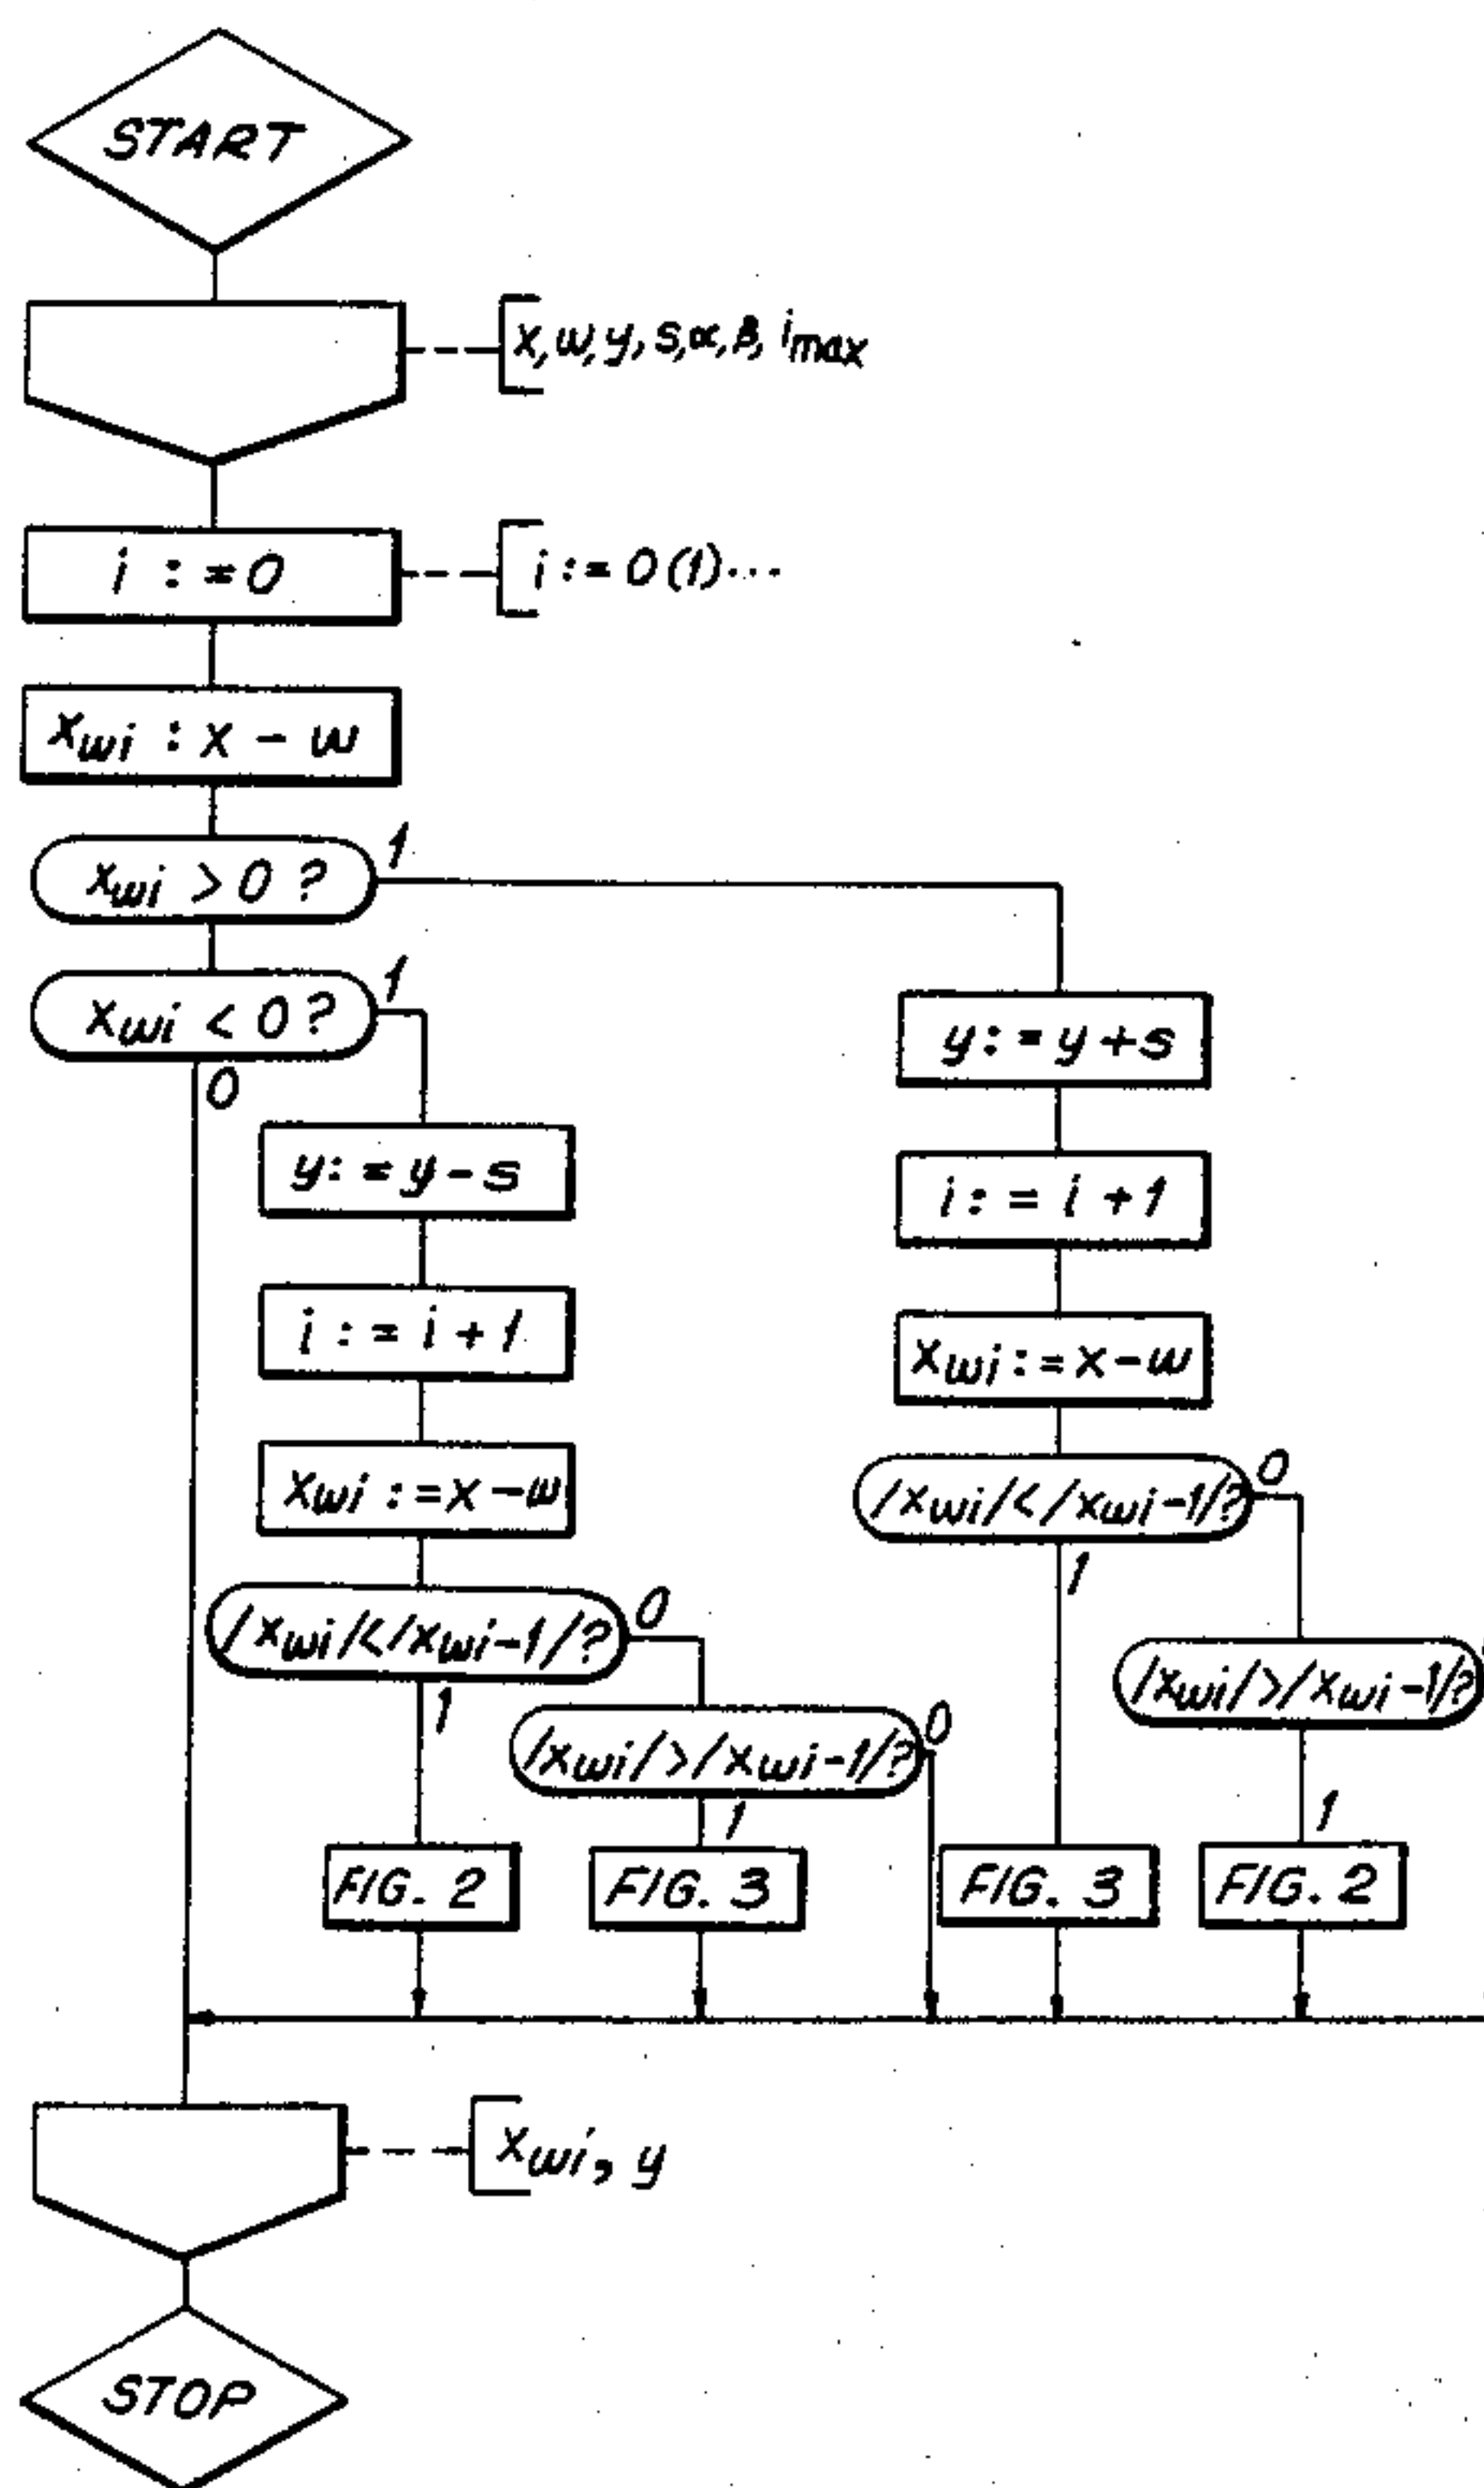 START
x, w, y, s, α, β, imax
i := 0
i := 0 (1) ...
xwi : x - w
xwi > 0 ?
1
xwi < 0 ?
1
0
y := y + s
y := y - s
i := i + 1
i := i + 1
xwi := x - w
xwi := x - w
/xwi/</xwi-1/?
0
1
/xwi/</xwi-1/?
0
1
/xwi/>/xwi-1/?
1
/xwi/>/xwi-1/?
0
1
FIG. 2
FIG. 3
FIG. 3
FIG. 2
xwi, y
STOP